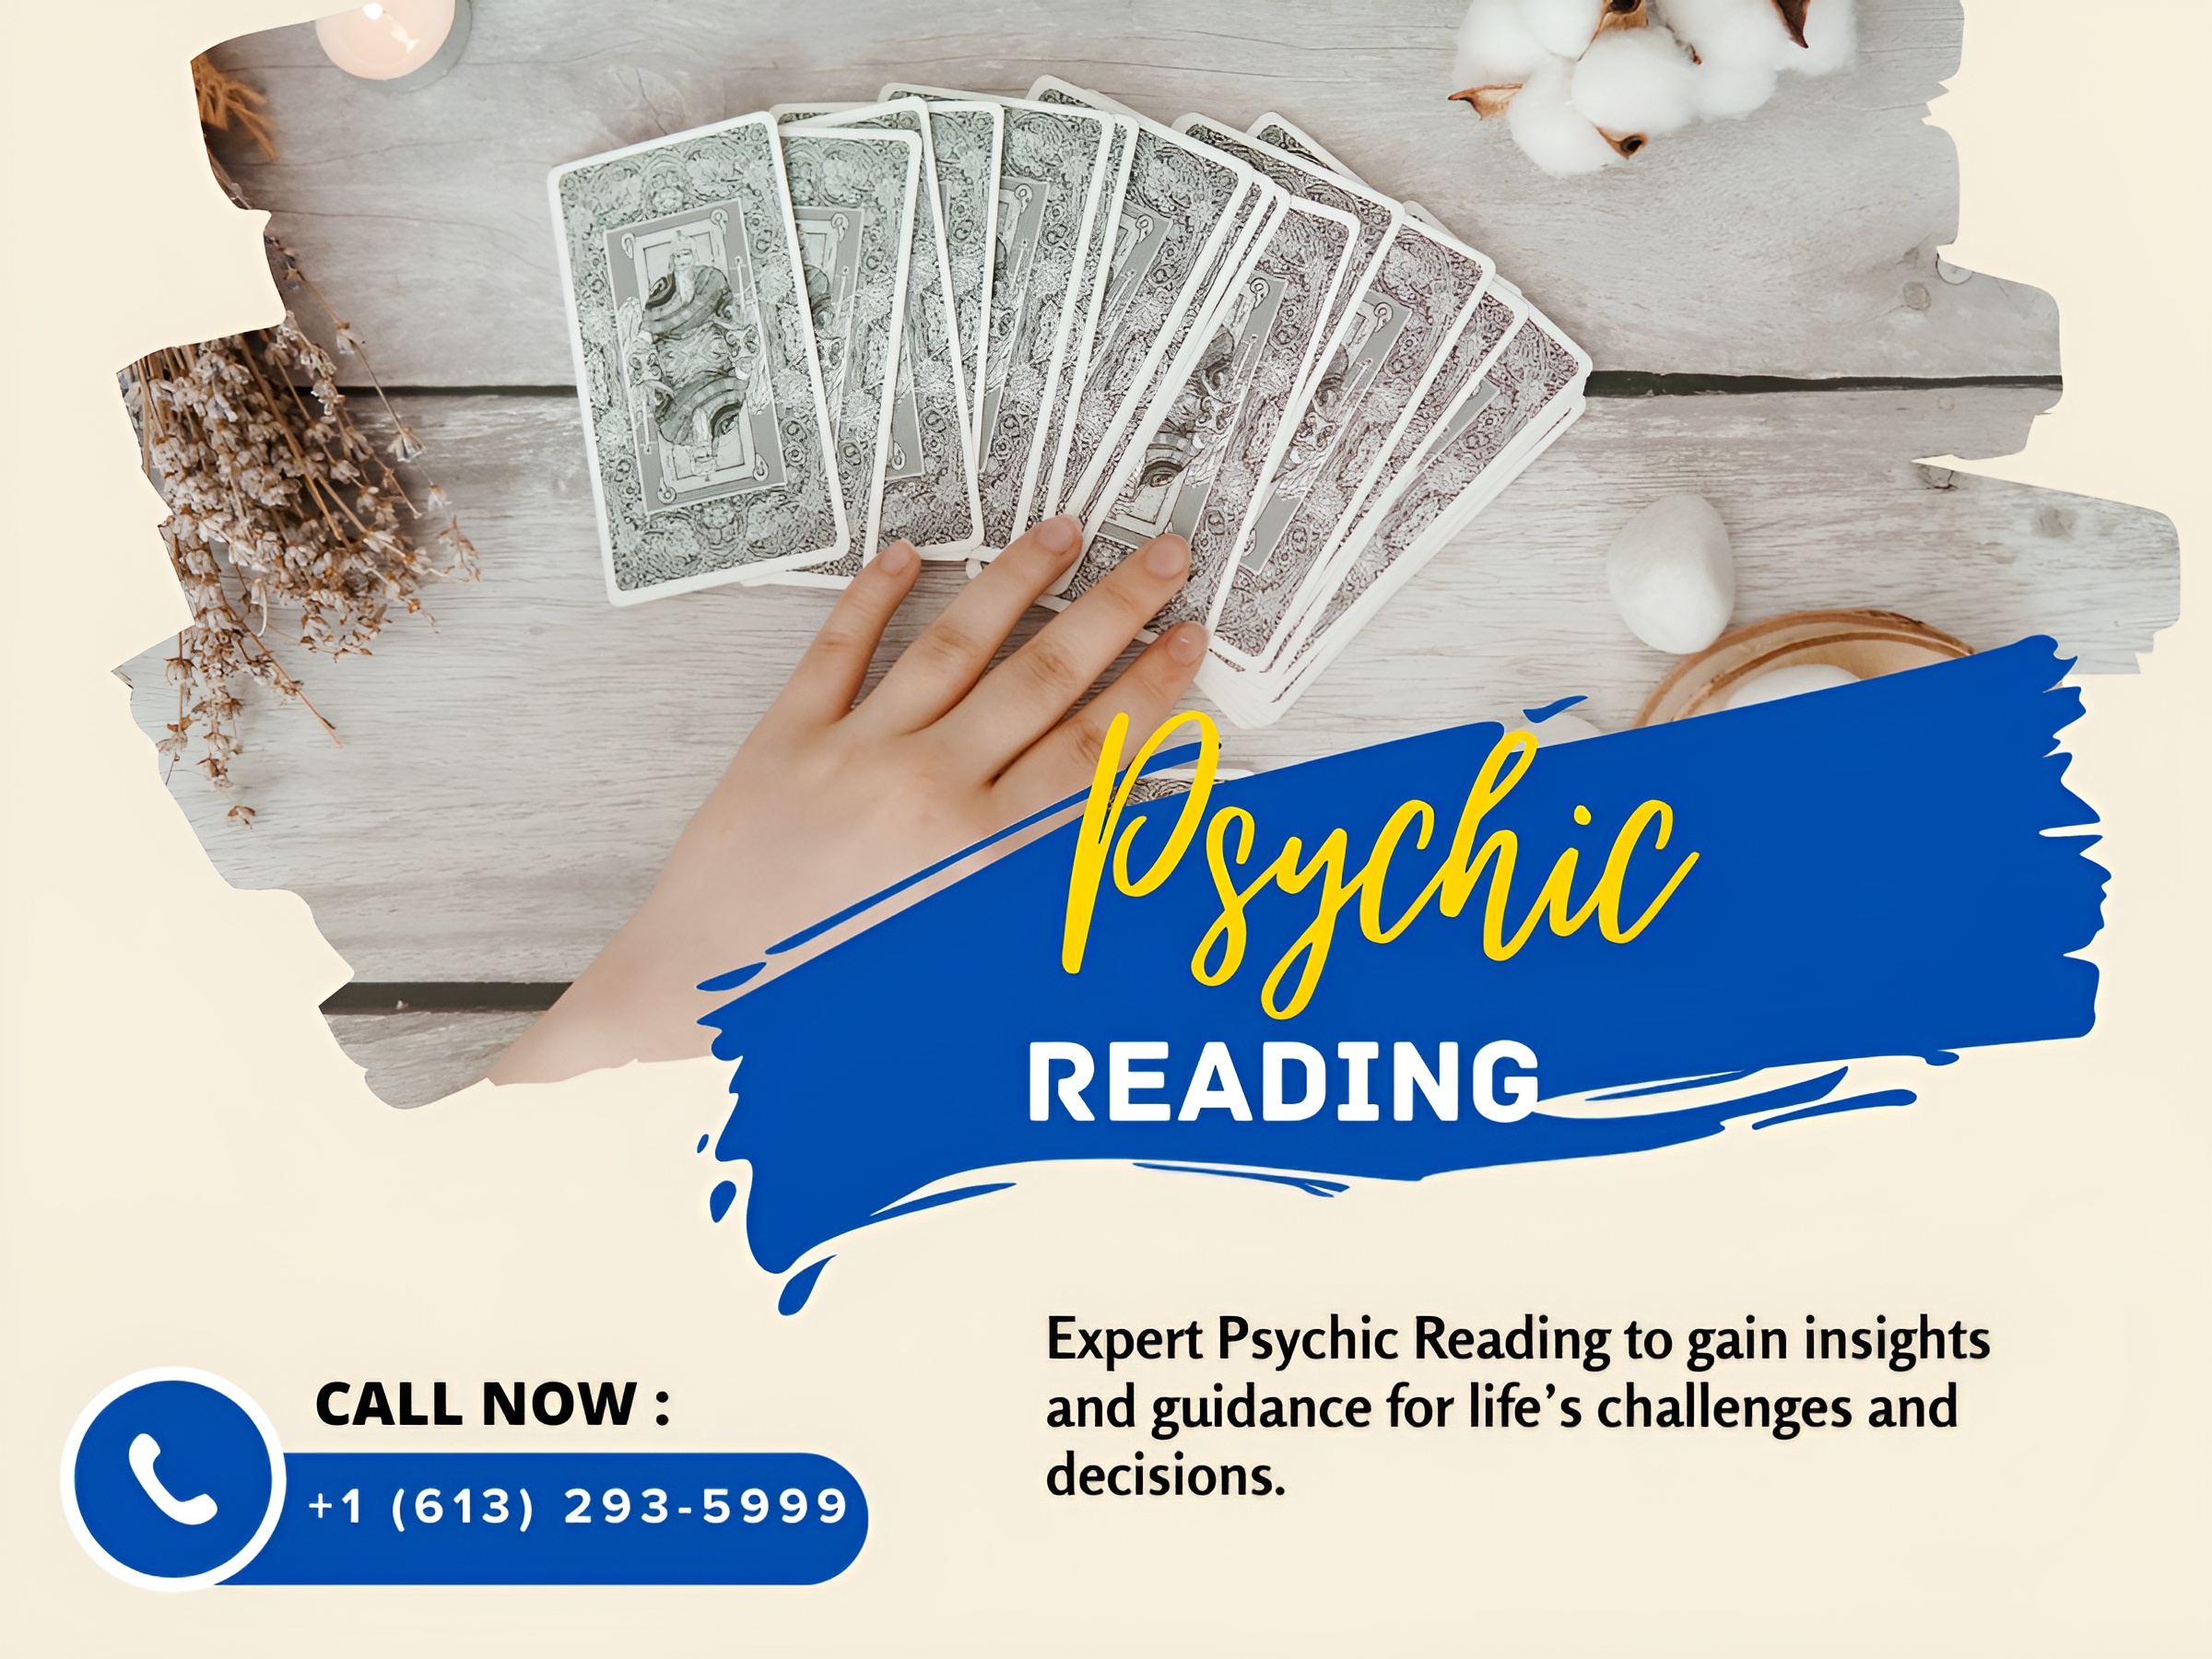 Psychic
READING
Expert Psychic Reading to gain insights
and guidance for life’s challenges and
decisions.
CALL NOW :
+1 (613) 293-5999